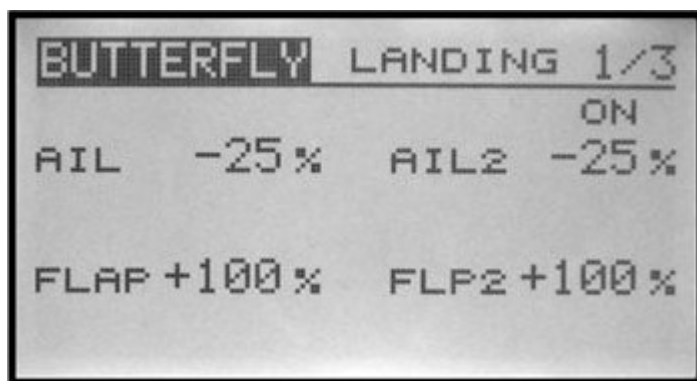 BUTTERFLY LANDING 1/3
ON
AIL -25% AIL2 -25%
FLAP +100% FLP2 +100%